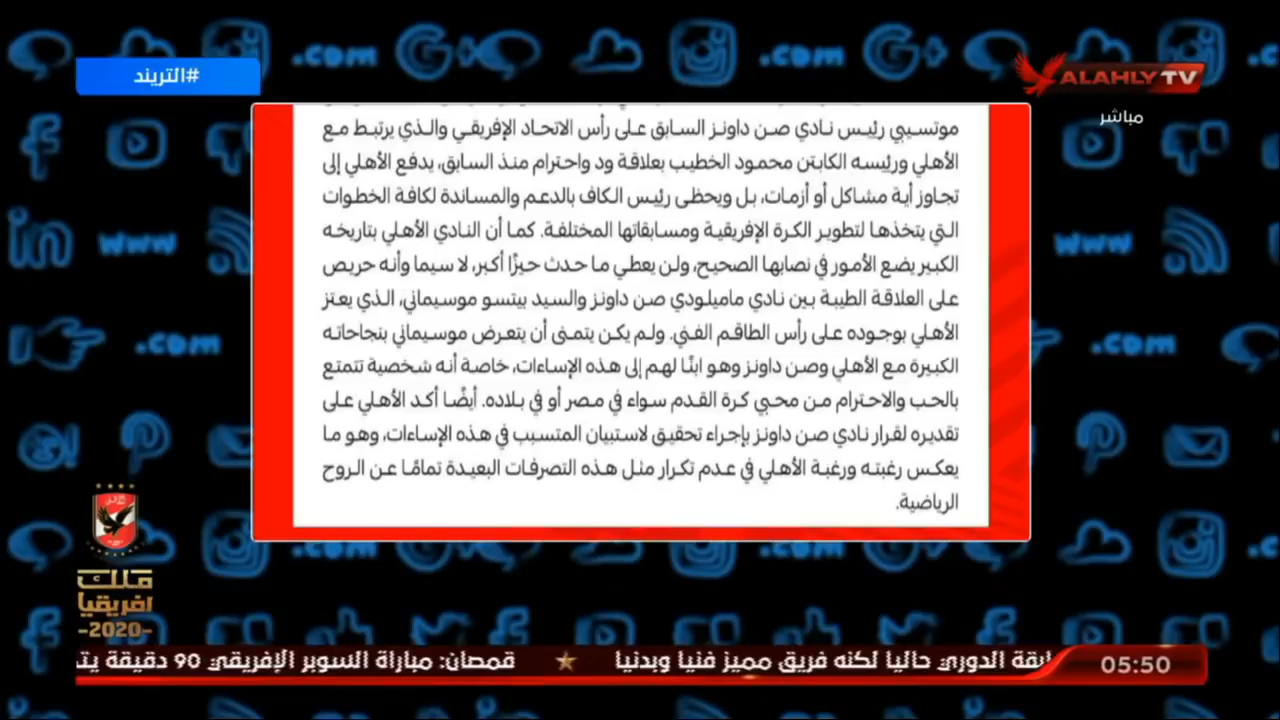 #التريند
ALAHLY TV
مباشر
موتسيبي رئيس نادي صن داونز السابق على رأس الاتحاد الإفريقي والذي يرتبط مع
الأهلي ورئيسه الكابتن محمود الخطيب بعلاقة ود واحترام منذ السابق، يدفع الأهلي إلى
تجاوز أية مشاكل أو أزمات، بل ويحظى رئيس الكاف بالدعم والمساندة لكافة الخطوات
التي يتخذها لتطوير الكرة الإفريقية ومسابقاتها المختلفة. كما أن النادي الأهلي بتاريخه
الكبير يضع الأمور في نصابها الصحيح، ولن يعطي ما حدث حيزًا أكبر، لا سيما وأنه حريص
على العلاقة الطيبة بين نادي ماميلودي صن داونز والسيد بيتسو موسيماني، الذي يعتز
الأهلي بوجوده على رأس الطاقم الفني. ولم يكن يتمنى أن يتعرض موسيماني بنجاحاته
الكبيرة مع الأهلي وصن داونز وهو ابنًا لهم إلى هذه الإساءات، خاصة أنه شخصية تتمتع
بالحب والاحترام من محبي كرة القدم سواء في مصر أو في بلاده. أيضًا أكد الأهلي على
تقديره لقرار نادي صن داونز بإجراء تحقيق لاستبيان المتسبب في هذه الإساءات، وهو ما
يعكس رغبته ورغبة الأهلي في عدم تكرار مثل هذه التصرفات البعيدة تمامًا عن الروح
الرياضية.
ملك
افريقيا
-2020-
الدوري حاليا لكنه فريق مميز فنيا وبدنيا ★ قمصان: مباراة السوبر الإفريقي 90 دقيقة
05:50
.com
www